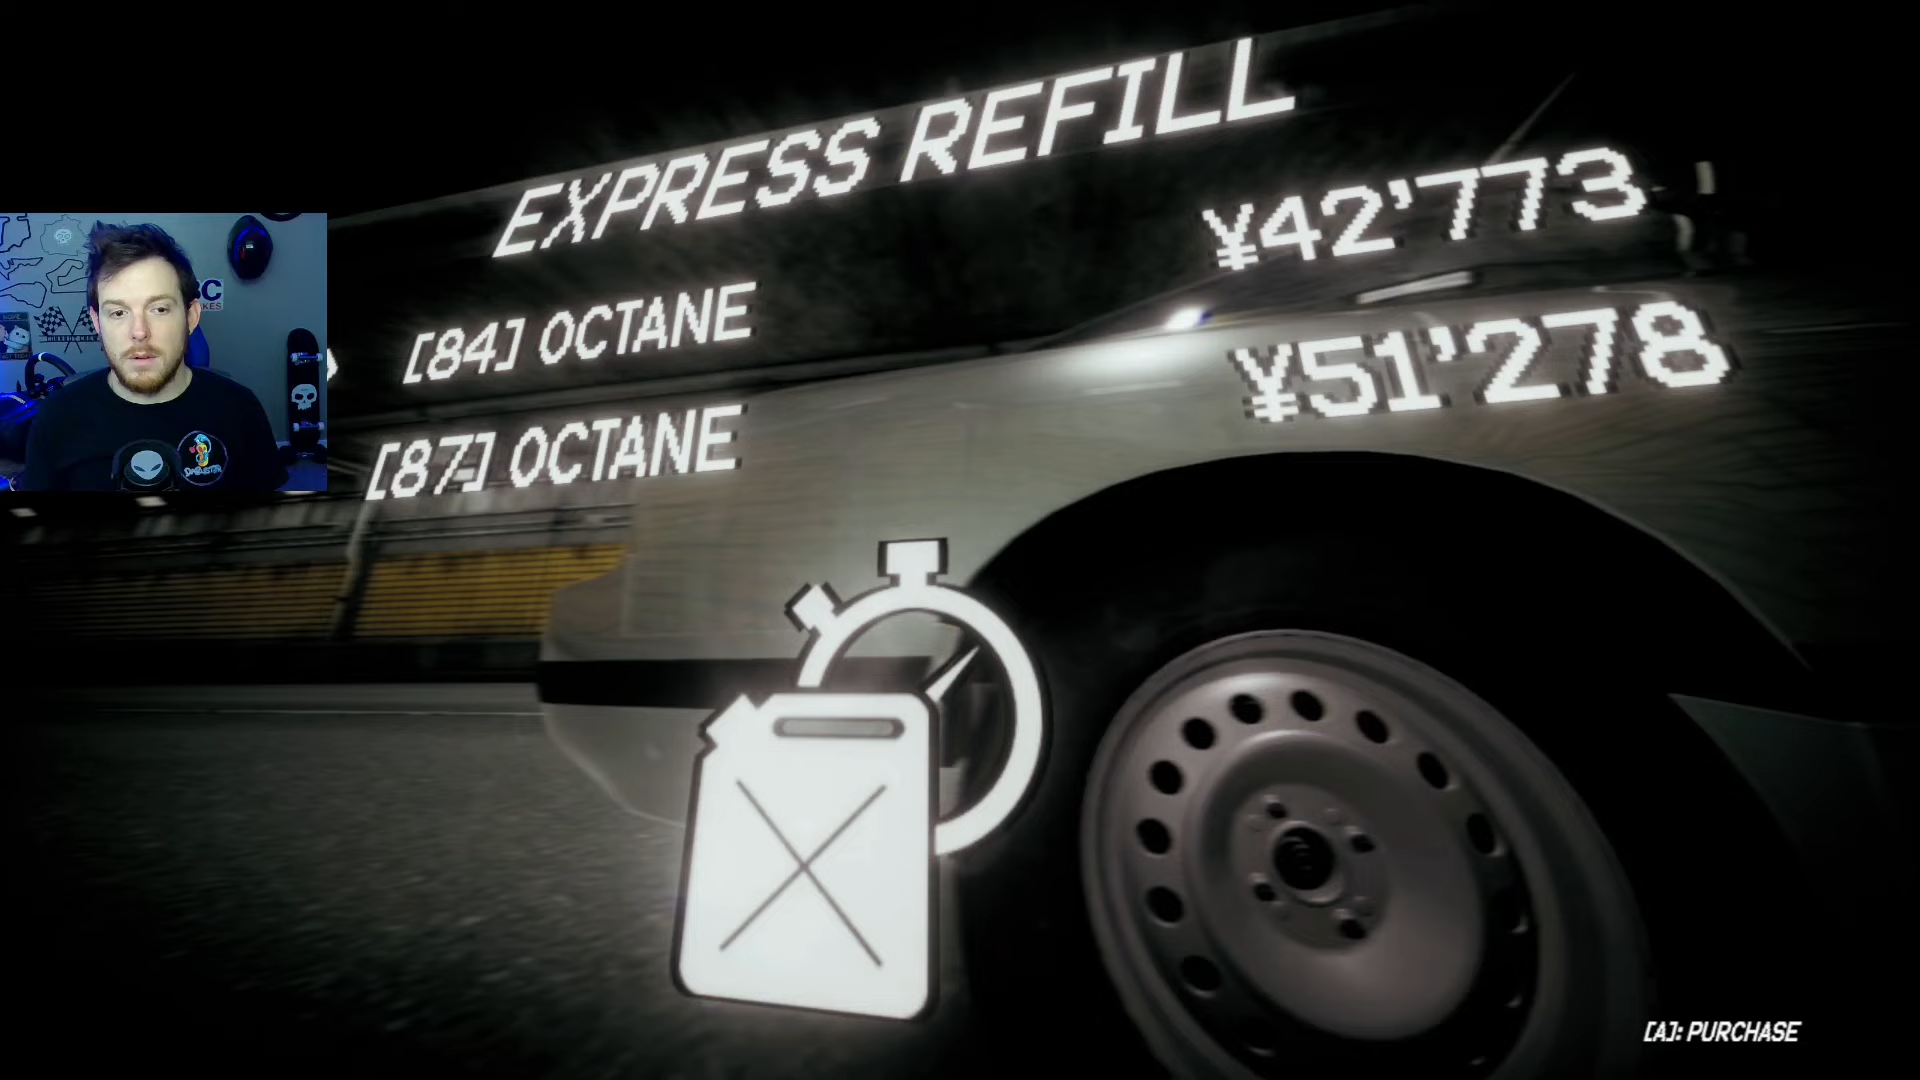 EXPRESS REFILL
[84] OCTANE ¥42'773
[87] OCTANE ¥51'278
[A]: PURCHASE